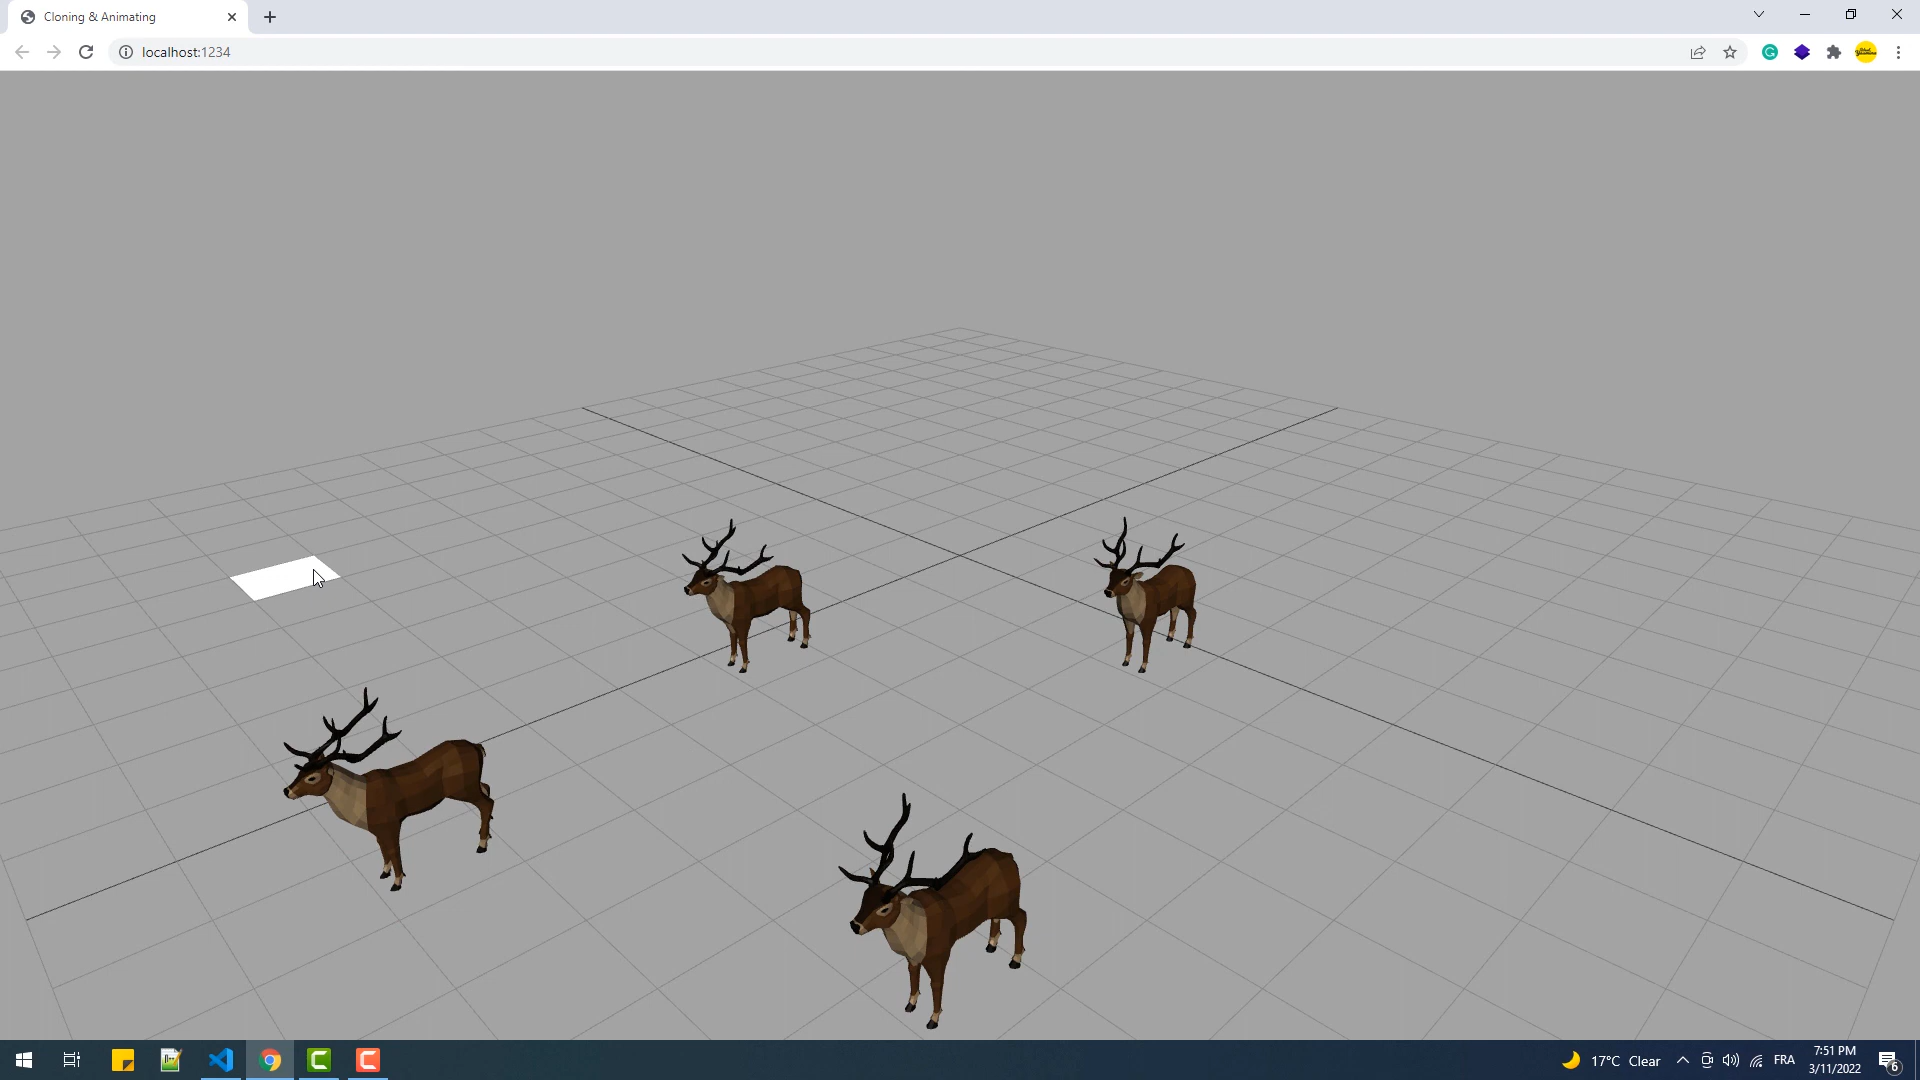 Cloning & Animating
localhost:1234
17°C Clear
FRA
7:51 PM
3/11/2022
6